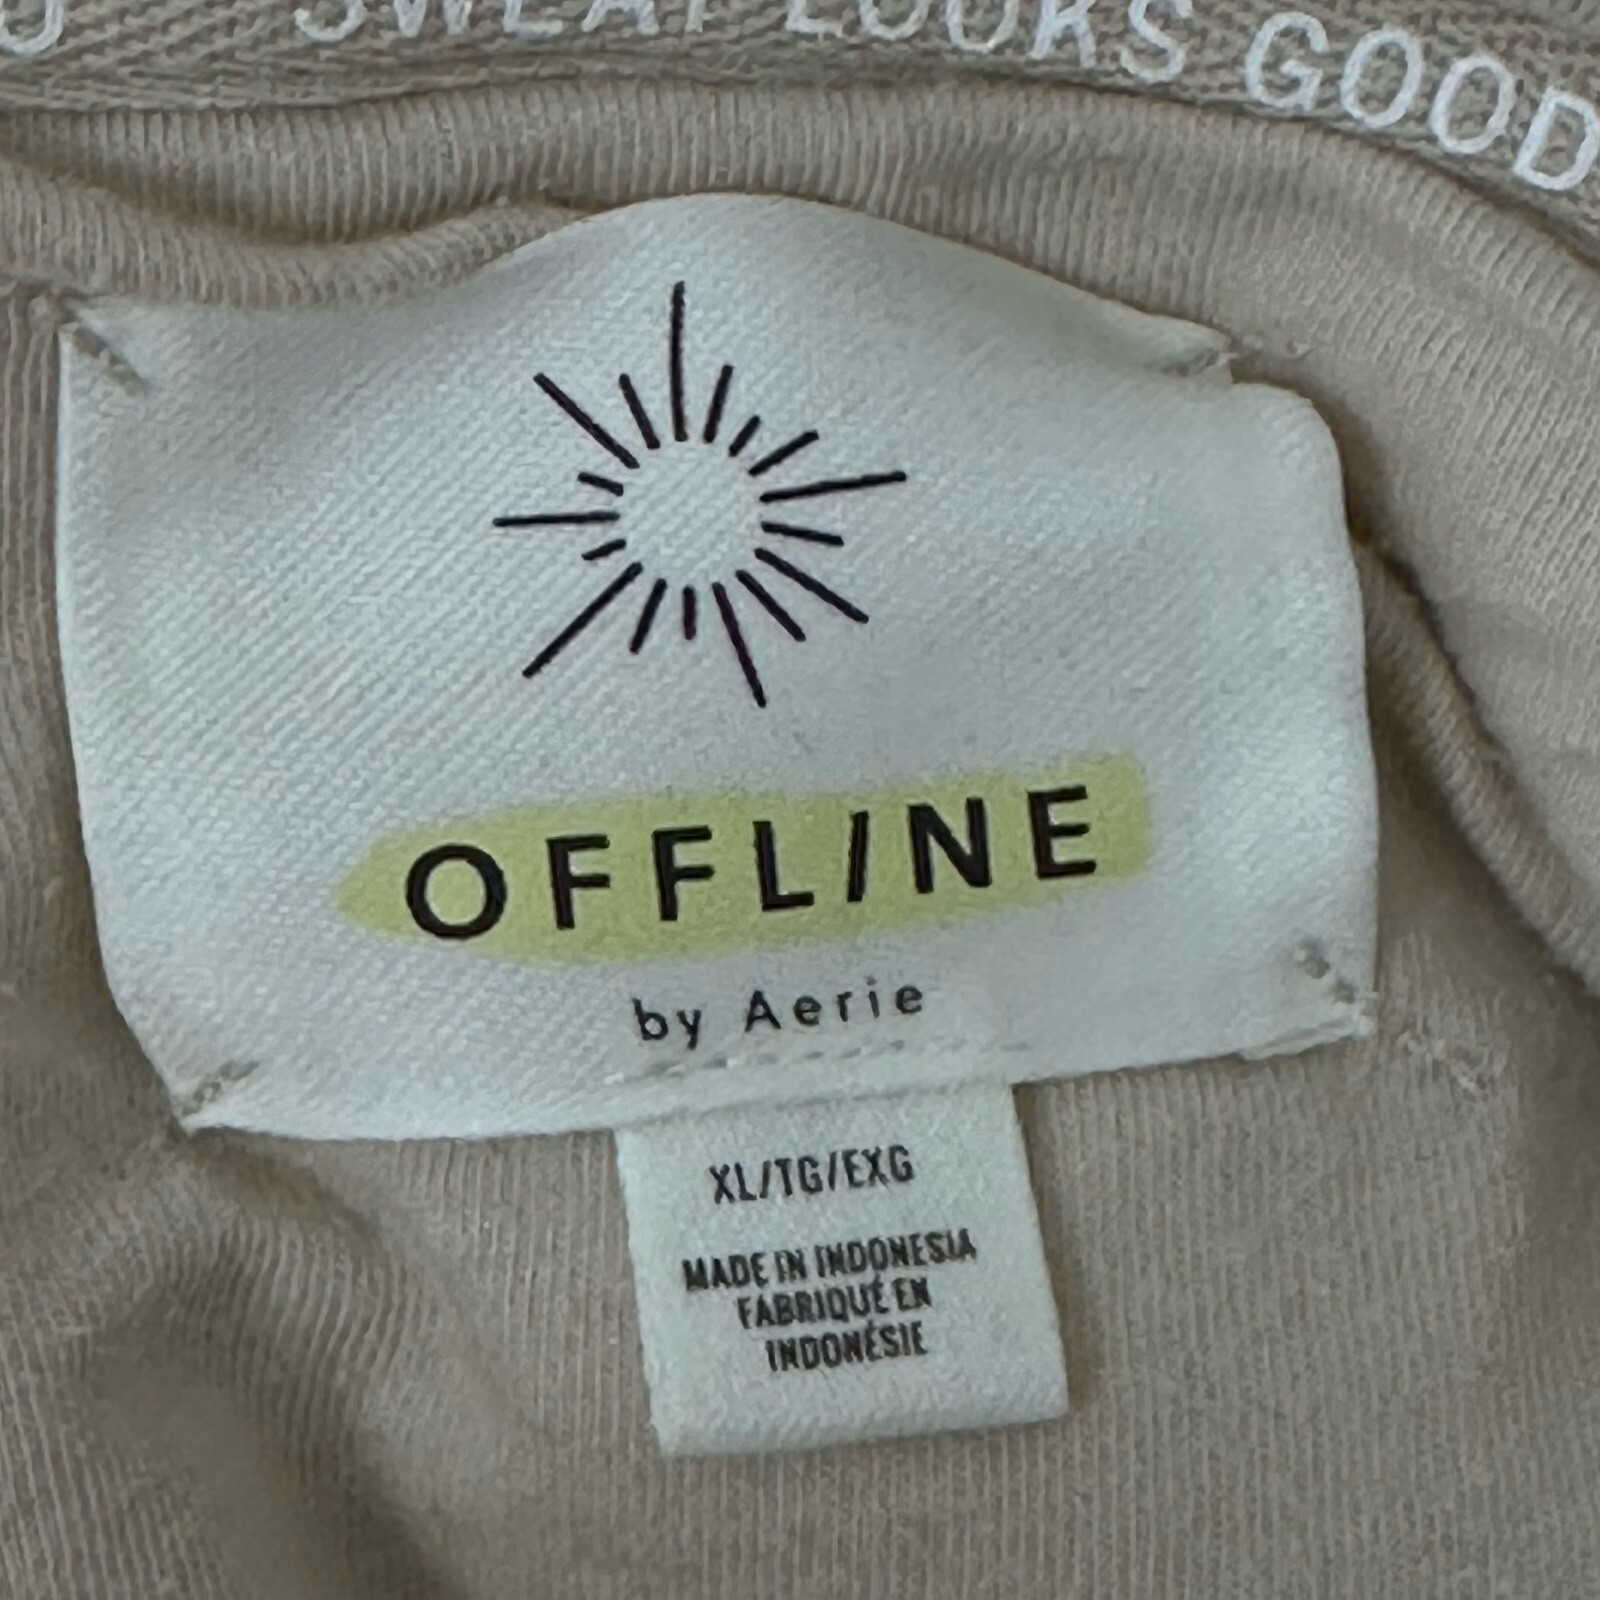 SWEAT LOOKS GOOD
OFFLINE
by Aerie
XL/TG/EXG
MADE IN INDONESIA
FABRIQUÉ EN
INDONÉSIE